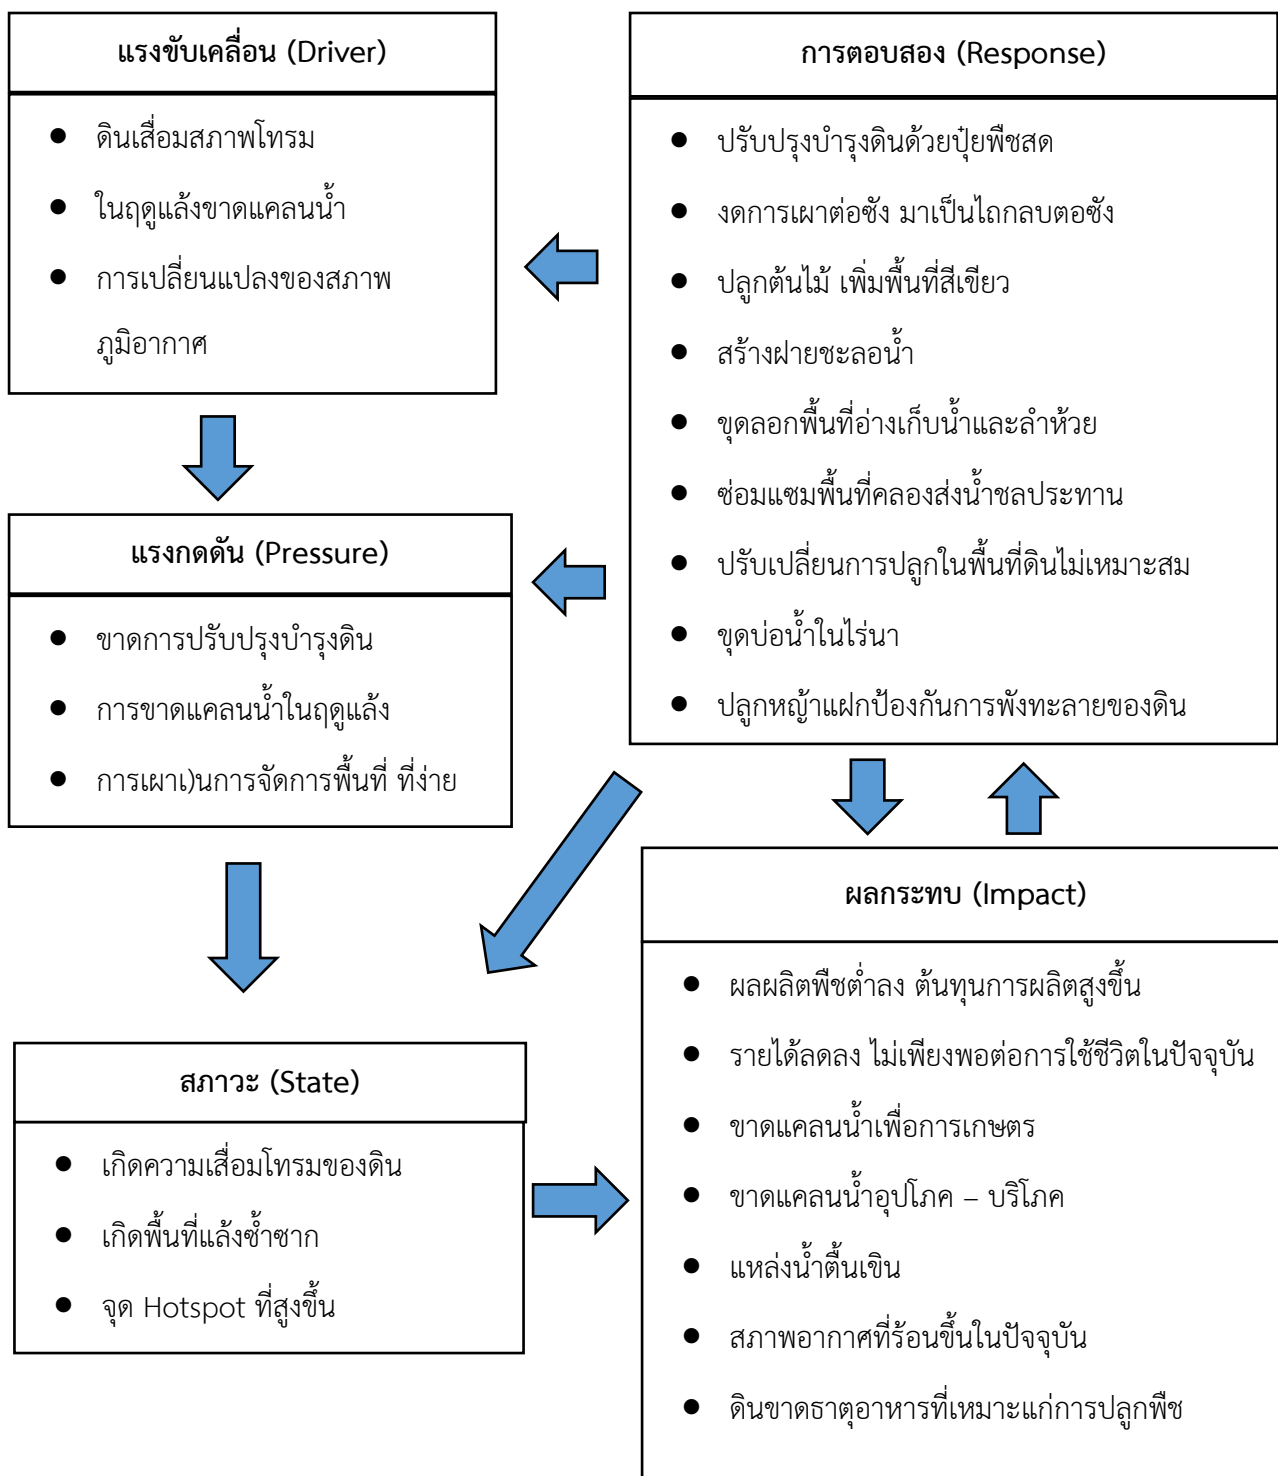 แรงขับเคลื่อน (Driver)
● ดินเสื่อมสภาพโทรม
● ในฤดูแล้งขาดแคลนน้ำ
● การเปลี่ยนแปลงของสภาพ
ภูมิอากาศ
แรงกดดัน (Pressure)
● ขาดการปรับปรุงบำรุงดิน
● การขาดแคลนน้ำในฤดูแล้ง
● การเผาเ)นการจัดการพื้นที่ ที่ง่าย
สภาวะ (State)
● เกิดความเสื่อมโทรมของดิน
● เกิดพื้นที่แล้งซ้ำซาก
● จุด Hotspot ที่สูงขึ้น
การตอบสอง (Response)
● ปรับปรุงบำรุงดินด้วยปุ๋ยพืชสด
● งดการเผาต่อซัง มาเป็นไถกลบตอซัง
● ปลูกต้นไม้ เพิ่มพื้นที่สีเขียว
● สร้างฝายชะลอน้ำ
● ขุดลอกพื้นที่อ่างเก็บน้ำและลำห้วย
● ซ่อมแซมพื้นที่คลองส่งน้ำชลประทาน
● ปรับเปลี่ยนการปลูกในพื้นที่ดินไม่เหมาะสม
● ขุดบ่อน้ำในไร่นา
● ปลูกหญ้าแฝกป้องกันการพังทะลายของดิน
ผลกระทบ (Impact)
● ผลผลิตพืชต่ำลง ต้นทุนการผลิตสูงขึ้น
● รายได้ลดลง ไม่เพียงพอต่อการใช้ชีวิตในปัจจุบัน
● ขาดแคลนน้ำเพื่อการเกษตร
● ขาดแคลนน้ำอุปโภค – บริโภค
● แหล่งน้ำตื้นเขิน
● สภาพอากาศที่ร้อนขึ้นในปัจจุบัน
● ดินขาดธาตุอาหารที่เหมาะแก่การปลูกพืช